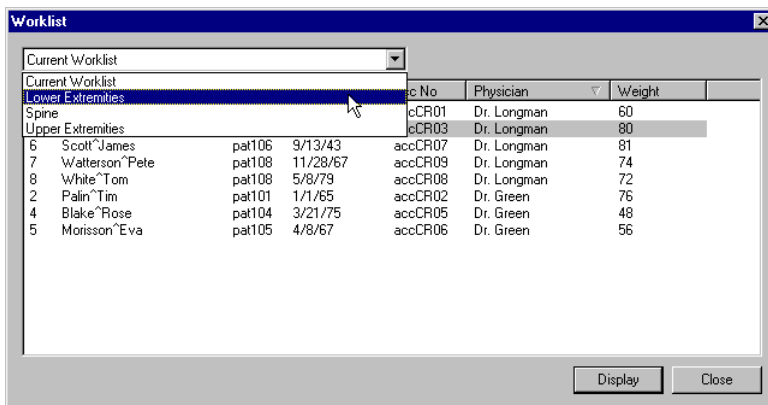 Worklist
Current Worklist
Current Worklist
Lower Extremities
Spine
Upper Extremities
c No Physician Weight
cCR01 Dr. Longman 60
cCR03 Dr. Longman 80
6 Scott^James pat106 9/13/43 accCR07 Dr. Longman 81
7 Watterson^Pete pat108 11/28/67 accCR09 Dr. Longman 74
8 White^Tom pat108 5/8/79 accCR08 Dr. Longman 72
2 Palin^Tim pat101 1/1/65 accCR02 Dr. Green 76
4 Blake^Rose pat104 3/21/75 accCR05 Dr. Green 48
5 Morisson^Eva pat105 4/8/67 accCR06 Dr. Green 56
Display Close